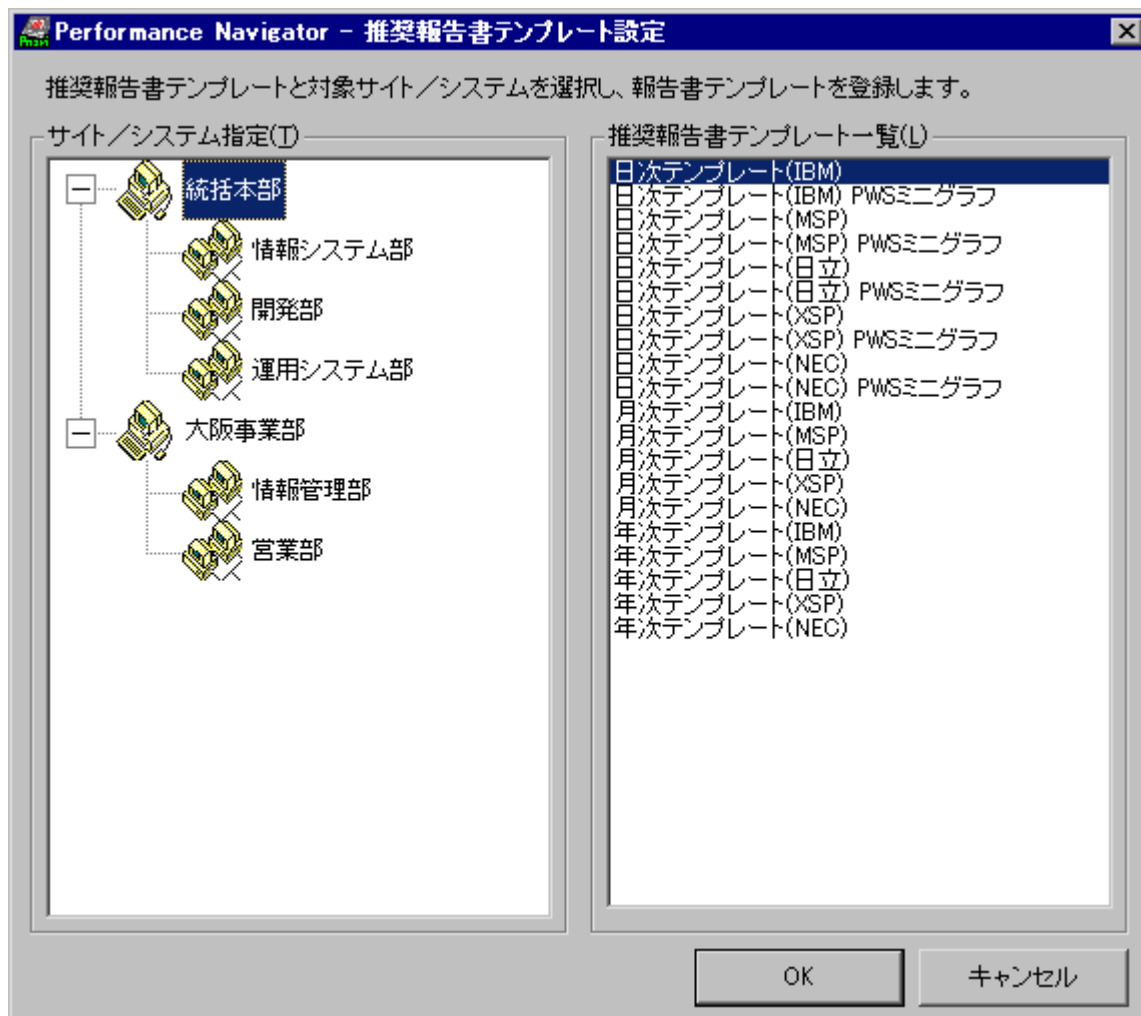 Performance Navigator - 推奨報告書テンプレート設定
推奨報告書テンプレートと対象サイト／システムを選択し、報告書テンプレートを登録します。
サイト／システム指定(T)
統括本部
情報システム部
開発部
運用システム部
大阪事業部
情報管理部
営業部
推奨報告書テンプレート一覧(L)
日次テンプレート(IBM)
日次テンプレート(IBM) PWSミニグラフ
日次テンプレート(MSP)
日次テンプレート(MSP) PWSミニグラフ
日次テンプレート(日立)
日次テンプレート(日立) PWSミニグラフ
日次テンプレート(XSP)
日次テンプレート(XSP) PWSミニグラフ
日次テンプレート(NEC)
日次テンプレート(NEC) PWSミニグラフ
月次テンプレート(IBM)
月次テンプレート(MSP)
月次テンプレート(日立)
月次テンプレート(XSP)
月次テンプレート(NEC)
年次テンプレート(IBM)
年次テンプレート(MSP)
年次テンプレート(日立)
年次テンプレート(XSP)
年次テンプレート(NEC)
OK
キャンセル